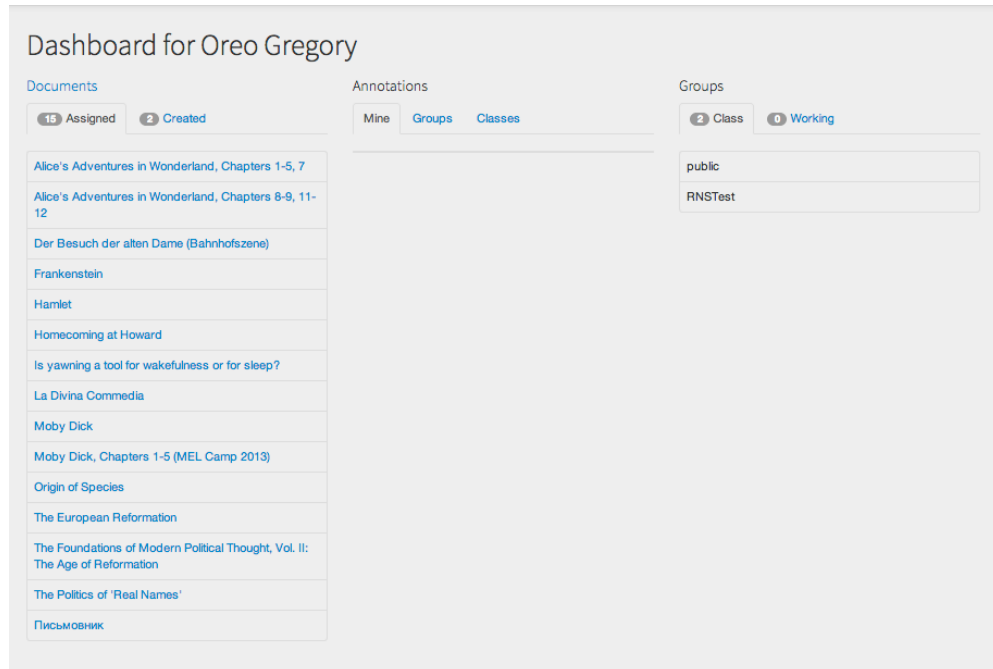 Dashboard for Oreo Gregory
Documents
15 Assigned
2 Created
Alice's Adventures in Wonderland, Chapters 1-5, 7
Alice's Adventures in Wonderland, Chapters 8-9, 11-
12
Der Besuch der alten Dame (Bahnhofszene)
Frankenstein
Hamlet
Homecoming at Howard
Is yawning a tool for wakefulness or for sleep?
La Divina Commedia
Moby Dick
Moby Dick, Chapters 1-5 (MEL Camp 2013)
Origin of Species
The European Reformation
The Foundations of Modern Political Thought, Vol. II:
The Age of Reformation
The Politics of 'Real Names'
Письмовник
Annotations
Mine
Groups
Classes
Groups
2 Class
0 Working
public
RNSTest